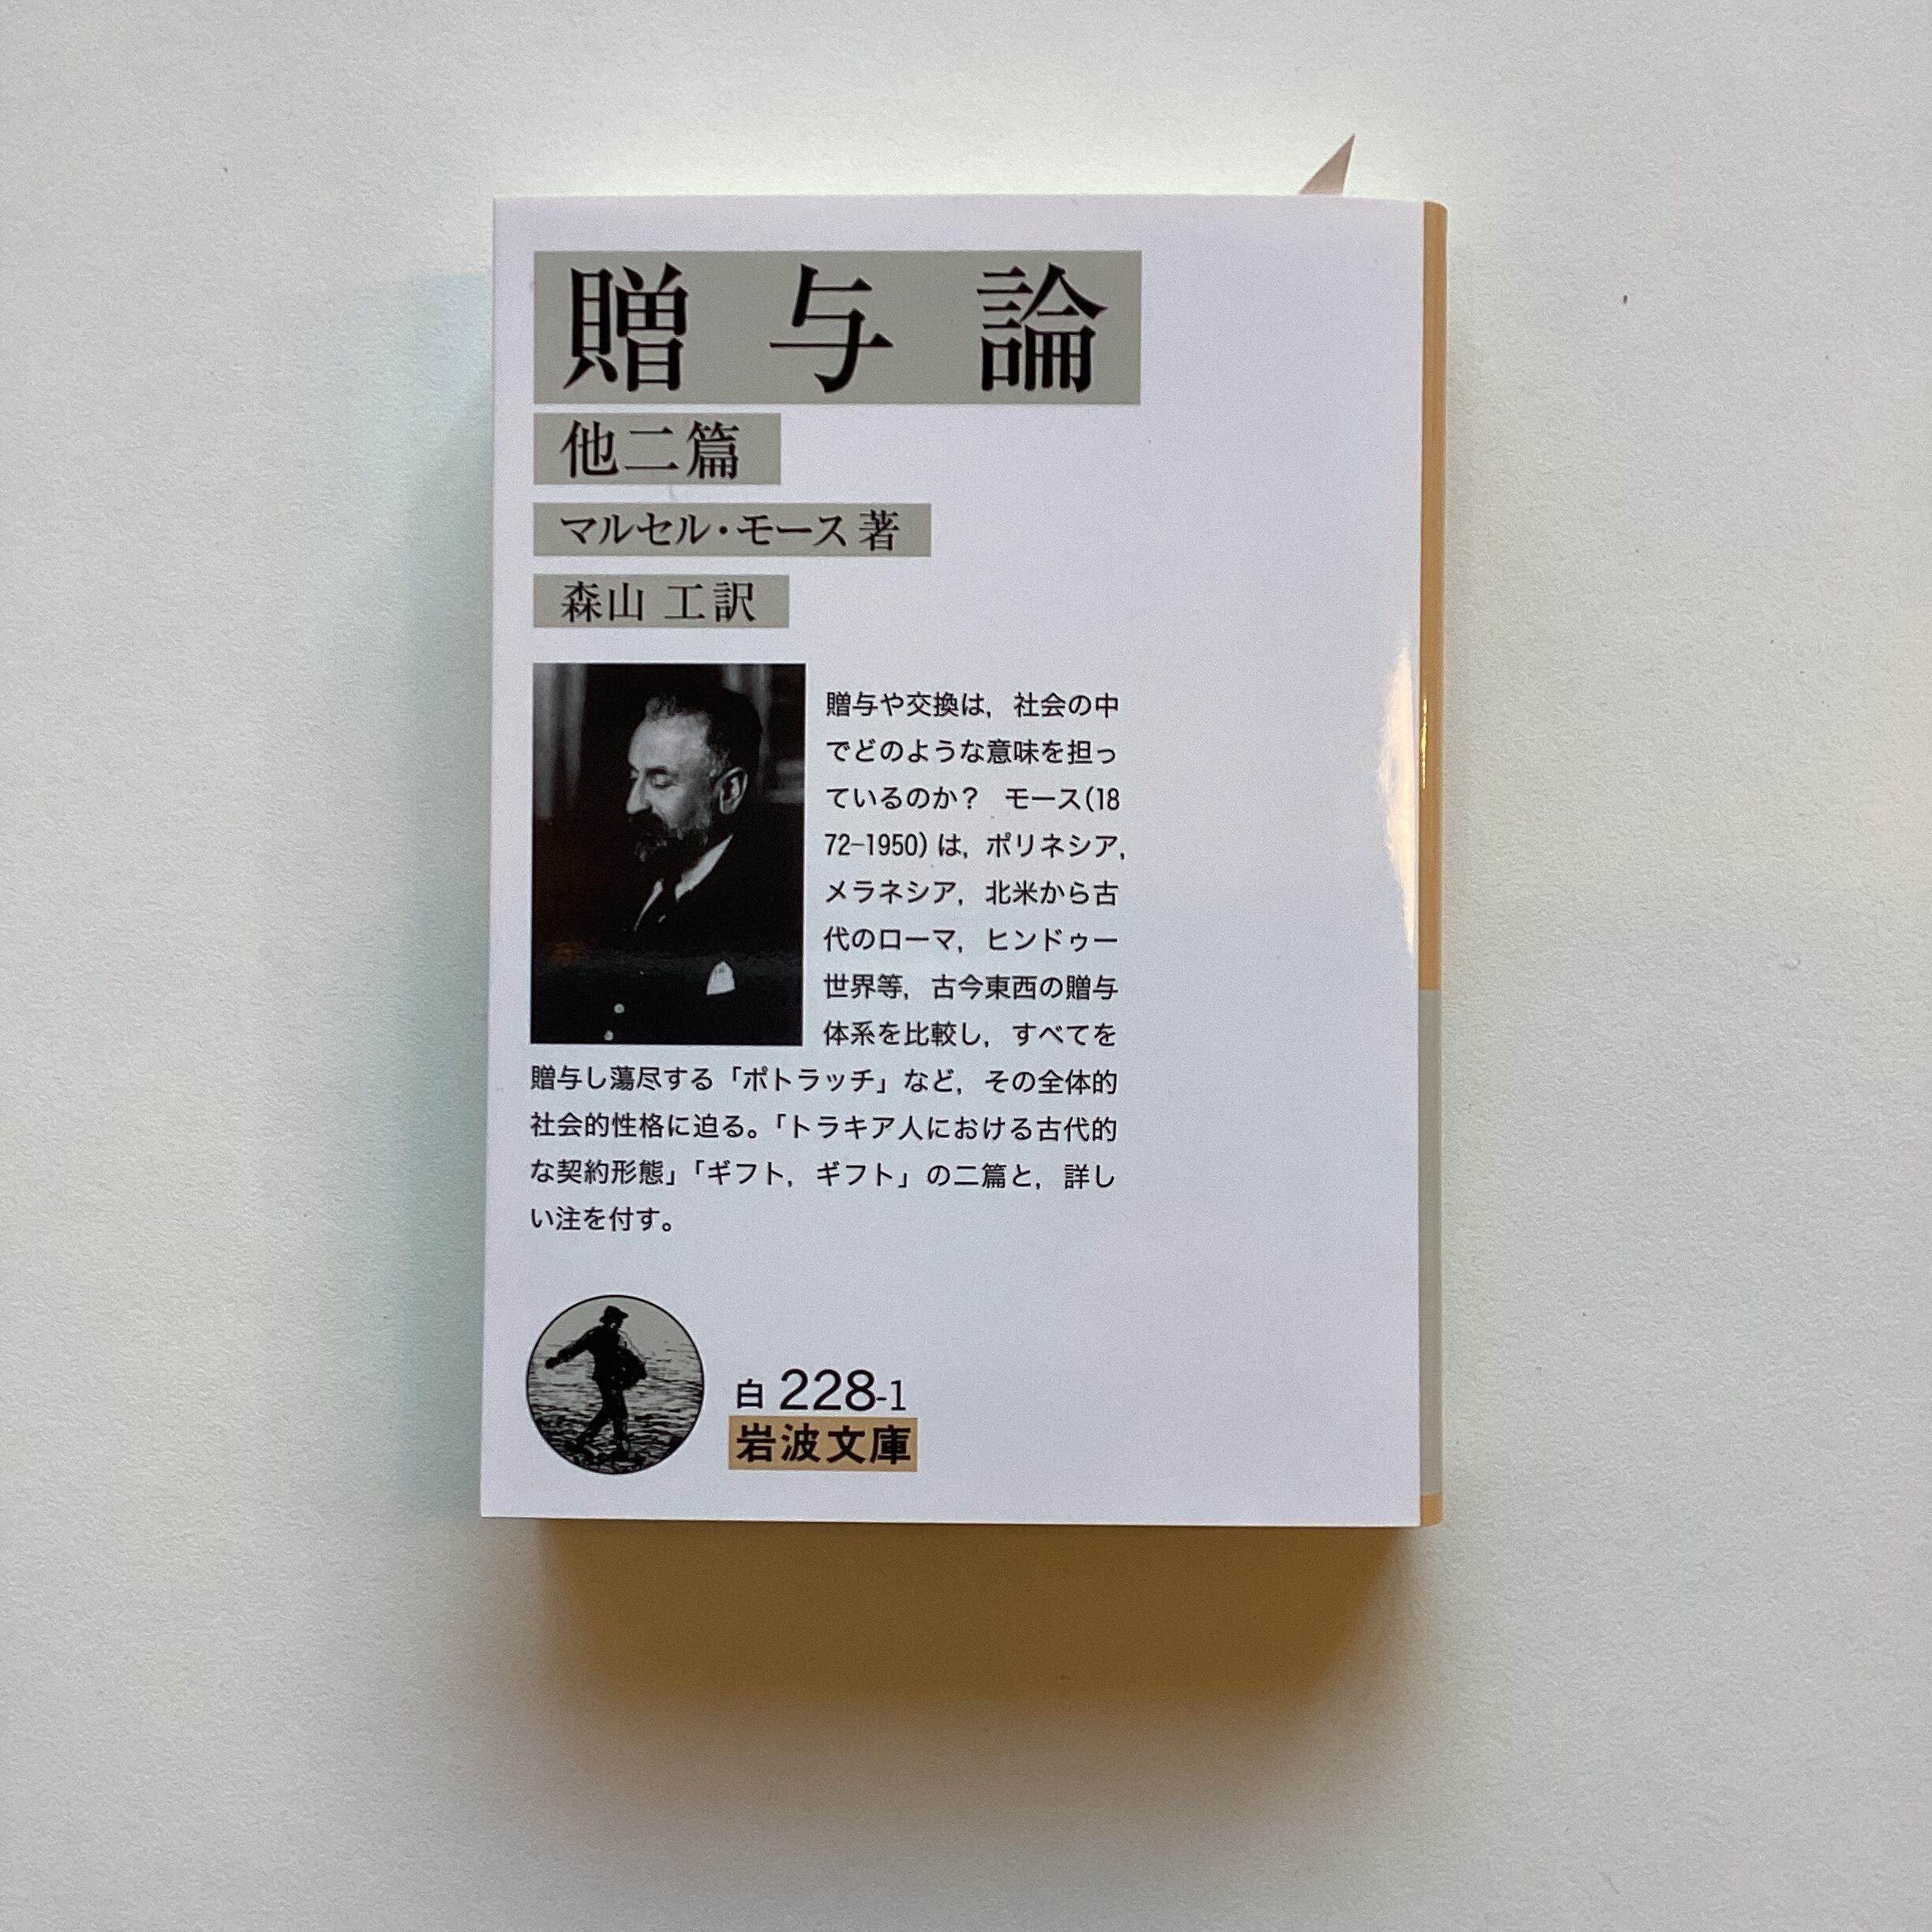 贈与論
他二篇
マルセル・モース 著
森山 工 訳
贈与や交換は，社会の中
でどのような意味を担っ
ているのか？　モース(18
72–1950)は，ポリネシア，
メラネシア，北米から古
代のローマ，ヒンドゥー
世界等，古今東西の贈与
体系を比較し，すべてを
贈与し蕩尽する「ポトラッチ」など，その全体的
社会的性格に迫る。「トラキア人における古代的
な契約形態」「ギフト，ギフト」の二篇と，詳し
い注を付す。
白 228-1
岩波文庫